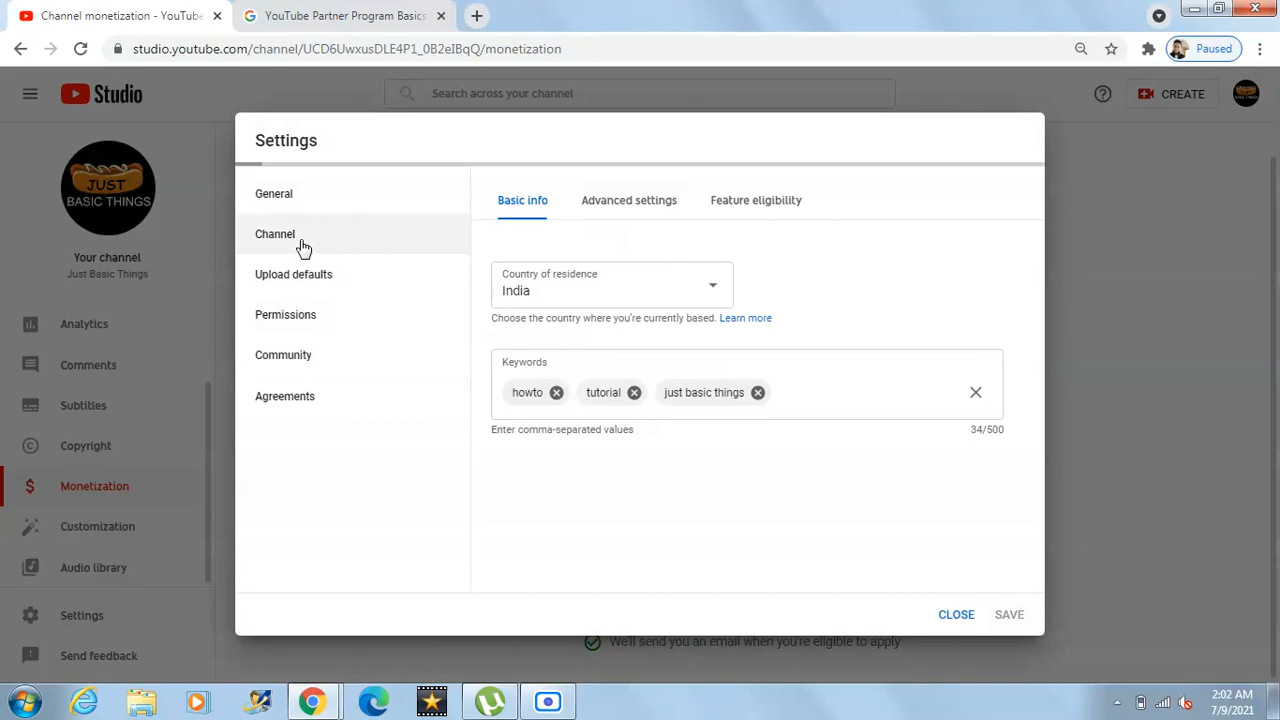 Channel monetization - YouTube
YouTube Partner Program Basics
studio.youtube.com/channel/UCD6UwxusDLE4P1_0B2eIBqQ/monetization
Paused
Studio
Search across your channel
CREATE
JUST
BASIC THINGS
Your channel
Just Basic Things
Analytics
Comments
Subtitles
Copyright
Monetization
Customization
Audio library
Settings
Send feedback
Settings
General
Channel
Upload defaults
Permissions
Community
Agreements
Basic info
Advanced settings
Feature eligibility
Country of residence
India
Choose the country where you're currently based. Learn more
Keywords
howto
tutorial
just basic things
Enter comma-separated values
34/500
CLOSE
SAVE
We'll send you an email when you're eligible to apply
2:02 AM
7/9/2021